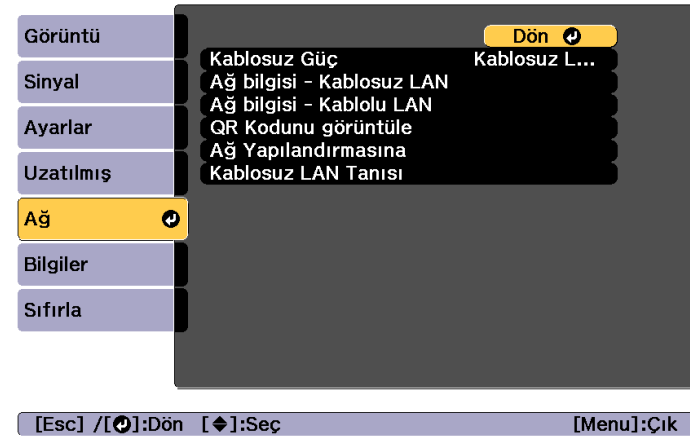 Görüntü
Sinyal
Ayarlar
Uzatılmış
Ağ
Bilgiler
Sıfırla
Dön
Kablosuz Güç Kablosuz L...
Ağ bilgisi - Kablosuz LAN
Ağ bilgisi - Kablolu LAN
QR Kodunu görüntüle
Ağ Yapılandırmasına
Kablosuz LAN Tanısı
[Esc] /[↵]:Dön [◆]:Seç [Menu]:Çık